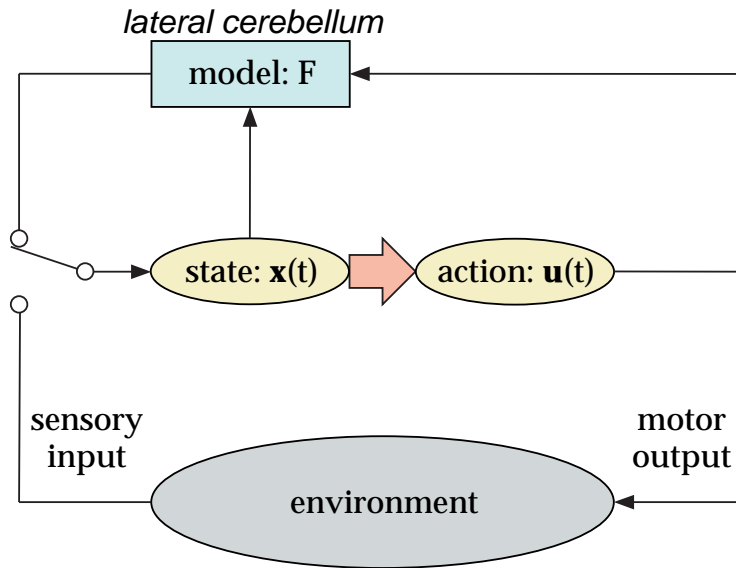 lateral cerebellum
model: F
state: x(t)
action: u(t)
sensory
input
motor
output
environment